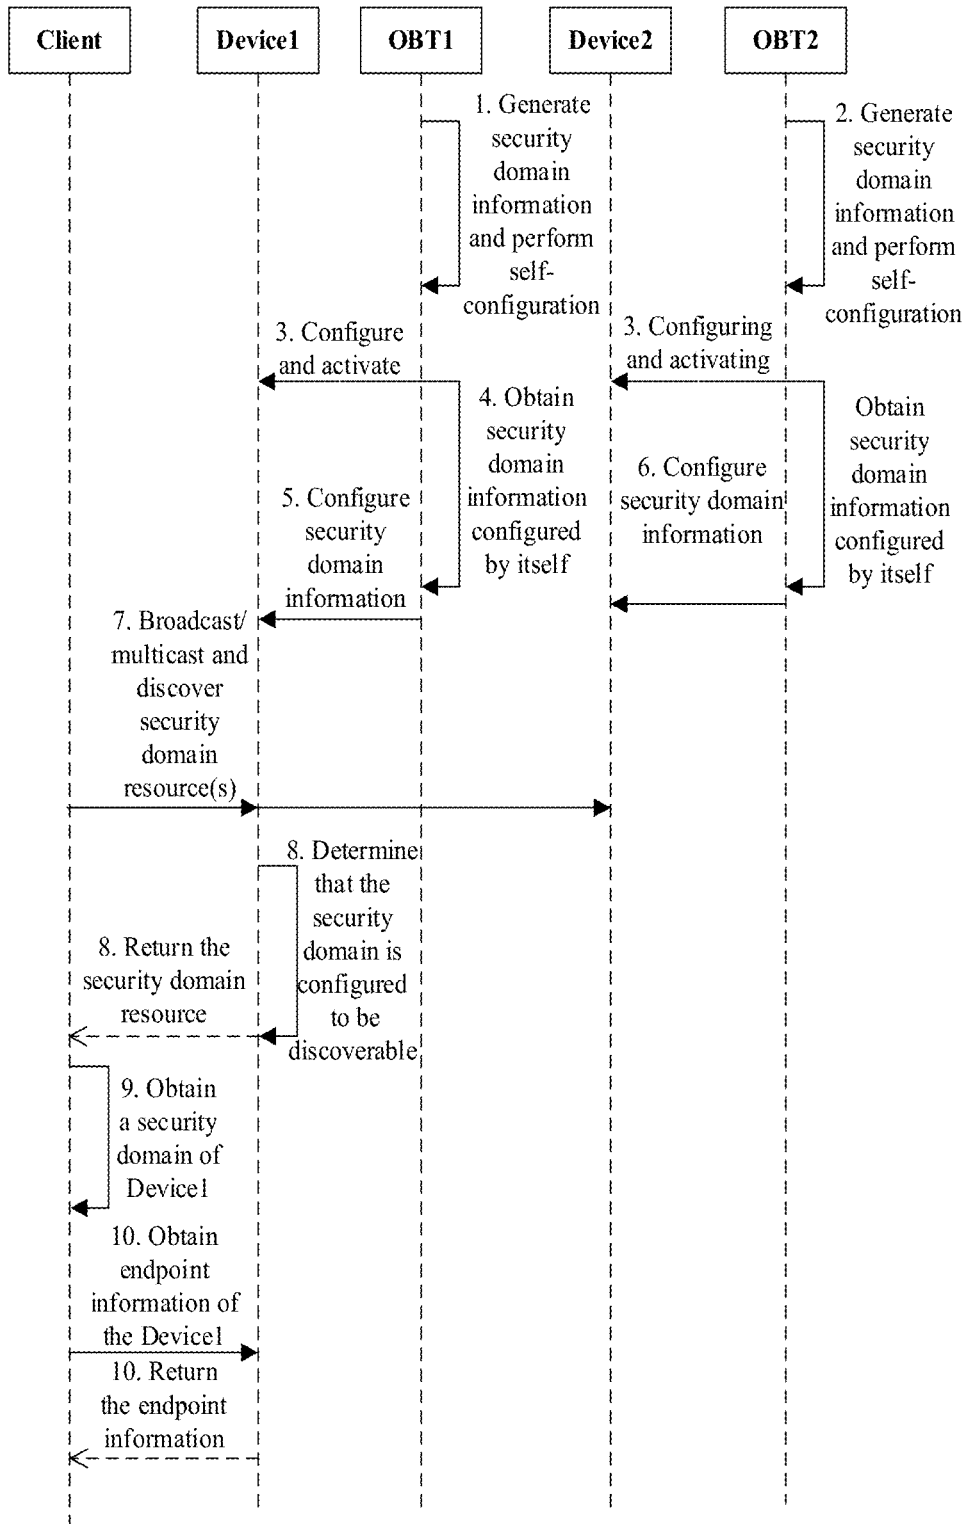 Client
Device1
OBT1
Device2
OBT2
1. Generate
security
domain
information
and perform
self-
configuration
2. Generate
security
domain
information
and perform
self-
configuration
3. Configure
and activate
3. Configuring
and activating
4. Obtain
security
domain
information
configured
by itself
Obtain
security
domain
information
configured
by itself
5. Configure
security
domain
information
6. Configure
security domain
information
7. Broadcast/
multicast and
discover
security
domain
resource(s)
8. Determine
that the
security
domain is
configured
to be
discoverable
8. Return the
security domain
resource
9. Obtain
a security
domain of
Device1
10. Obtain
endpoint
information of
the Device1
10. Return
the endpoint
information